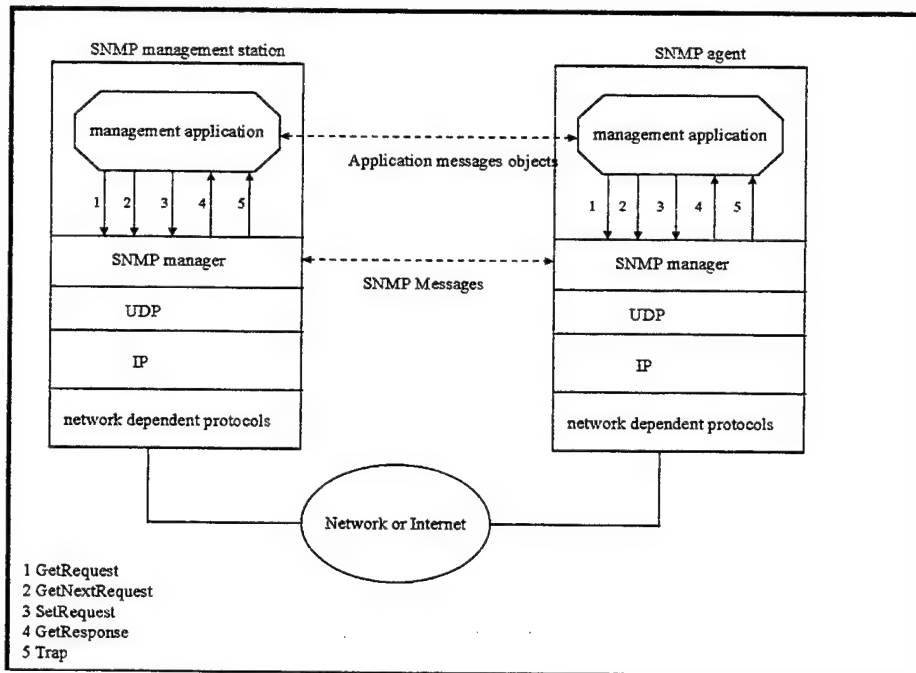 SNMP management station
SNMP agent
management application
management application
Application messages objects
1 2 3 4 5
1 2 3 4 5
SNMP manager
SNMP manager
SNMP Messages
UDP
UDP
IP
IP
network dependent protocols
network dependent protocols
Network or Internet
1 GetRequest
2 GetNextRequest
3 SetRequest
4 GetResponse
5 Trap